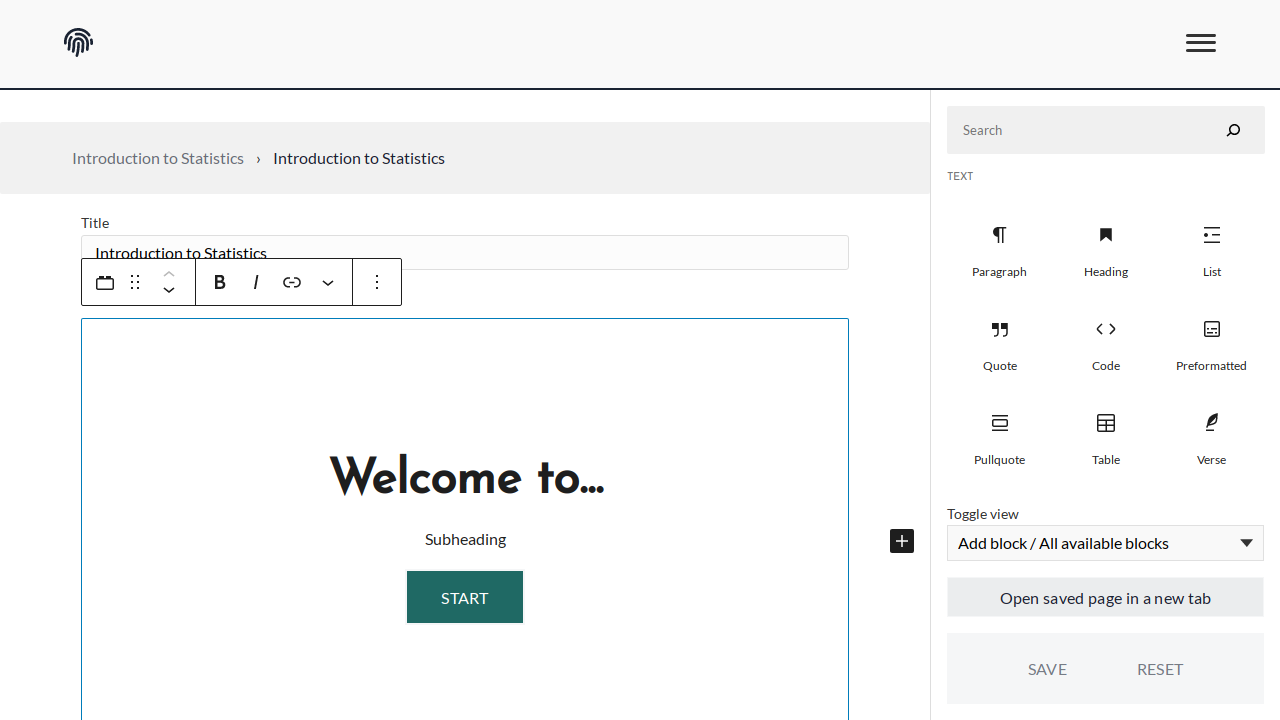 Introduction to Statistics › Introduction to Statistics
Title
Introduction to Statistics
B I
Welcome to...
Subheading
START
Search
TEXT
Paragraph Heading List
Quote Code Preformatted
Pullquote Table Verse
Toggle view
Add block / All available blocks
Open saved page in a new tab
SAVE RESET